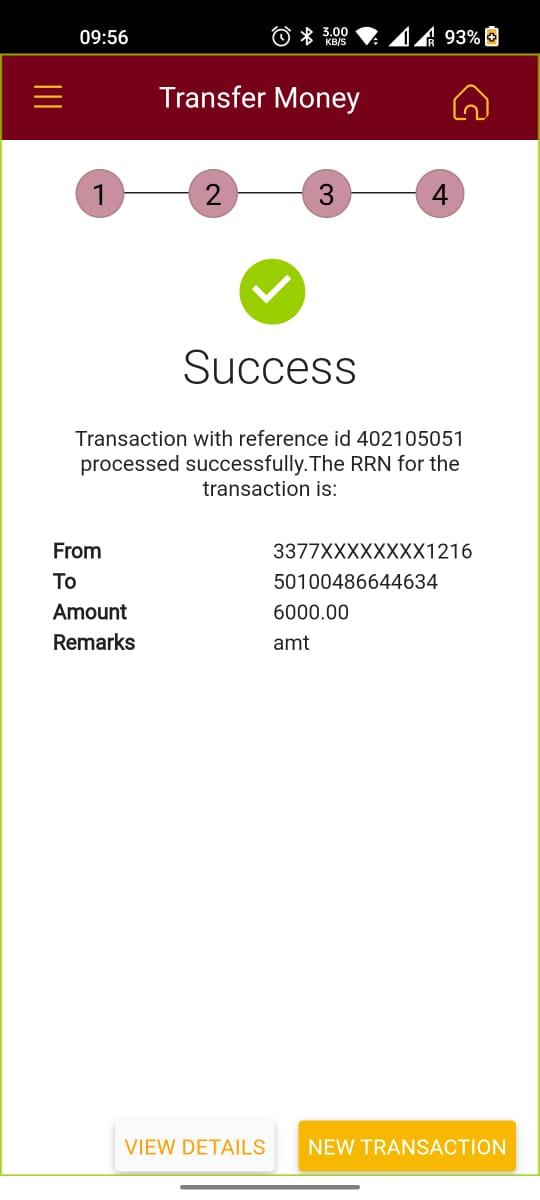 09:56
3.00
KB/S
R
93%
Transfer Money
1 2 3 4
Success
Transaction with reference id 402105051
processed successfully.The RRN for the
transaction is:
From 3377XXXXXXXX1216
To 50100486644634
Amount 6000.00
Remarks amt
VIEW DETAILS NEW TRANSACTION